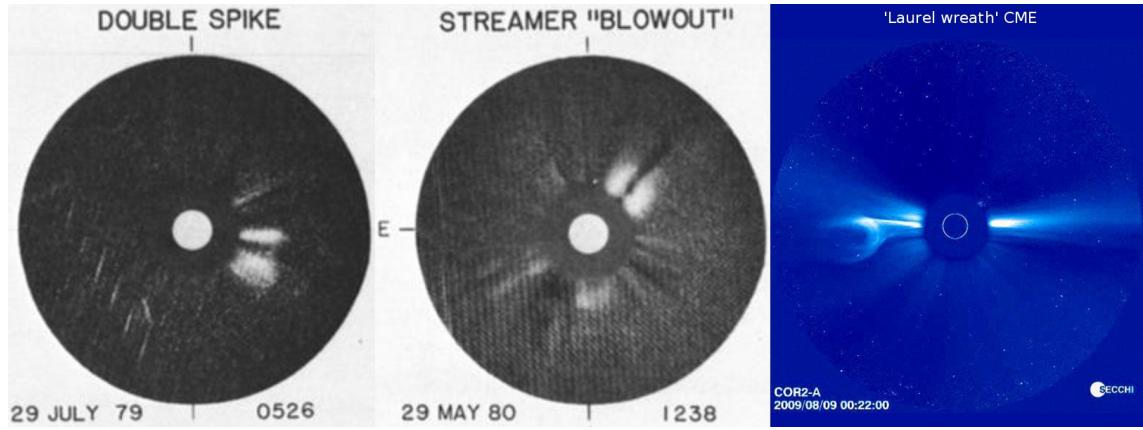 DOUBLE SPIKE
29 JULY 79 0526
STREAMER "BLOWOUT"
E
29 MAY 80 1238
'Laurel wreath' CME
COR2-A
2009/08/09 00:22:00
SECCHI